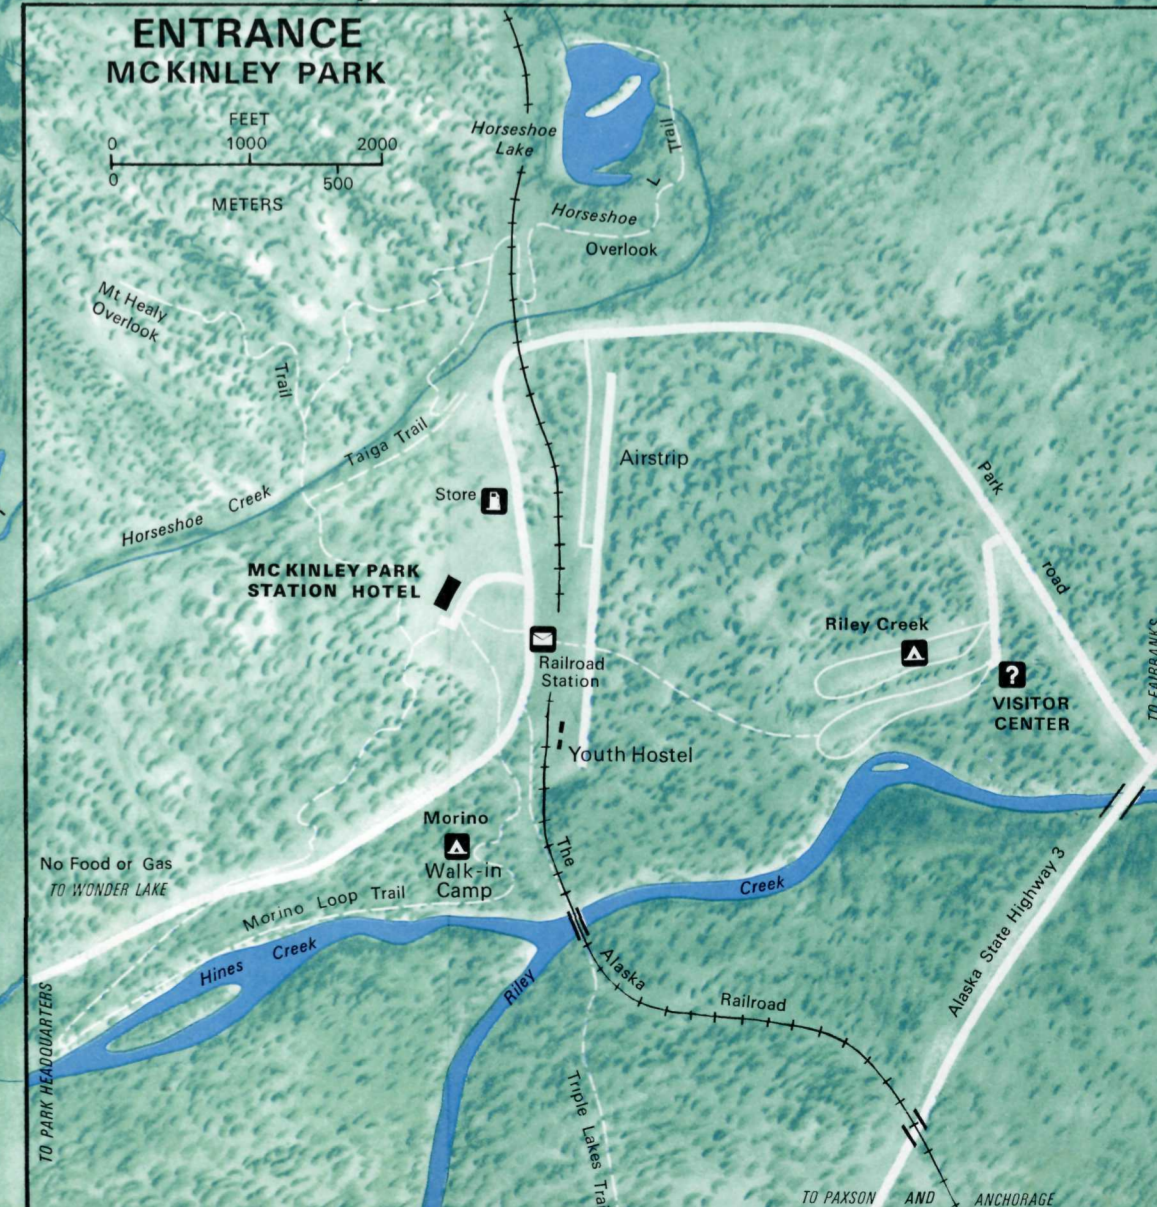 ENTRANCE
MCKINLEY PARK
FEET
0 1000 2000
0 500
METERS
Horseshoe
Lake
Trail
Horseshoe
Overlook
Mt Healy
Overlook
Trail
Taiga Trail
Horseshoe Creek
Store
Airstrip
Park
road
MCKINLEY PARK
STATION HOTEL
Railroad
Station
Riley Creek
?
VISITOR
CENTER
TO FAIRBANKS
Youth Hostel
Morino
Walk-in
Camp
No Food or Gas
TO WONDER LAKE
Morino Loop Trail
Hines Creek
Riley
Creek
The
Alaska
Railroad
Alaska State Highway 3
TO PARK HEADQUARTERS
Triple Lakes Trail
TO PAXSON AND ANCHORAGE